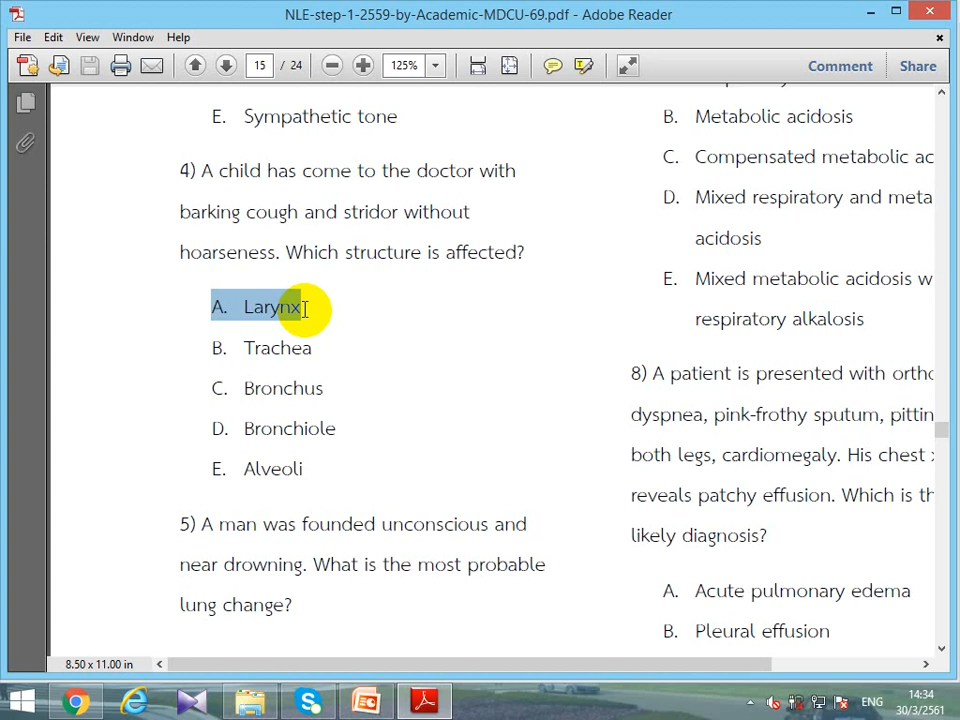 NLE-step-1-2559-by-Academic-MDCU-69.pdf - Adobe Reader
File Edit View Window Help
15 / 24
125%
Comment Share
E. Sympathetic tone
4) A child has come to the doctor with
barking cough and stridor without
hoarseness. Which structure is affected?
A. Larynx
B. Trachea
C. Bronchus
D. Bronchiole
E. Alveoli
5) A man was founded unconscious and
near drowning. What is the most probable
lung change?
B. Metabolic acidosis
C. Compensated metabolic ac
D. Mixed respiratory and meta
acidosis
E. Mixed metabolic acidosis w
respiratory alkalosis
8) A patient is presented with ortho
dyspnea, pink-frothy sputum, pittin
both legs, cardiomegaly. His chest
reveals patchy effusion. Which is th
likely diagnosis?
A. Acute pulmonary edema
B. Pleural effusion
8.50 x 11.00 in
ENG
14:34
30/3/2561